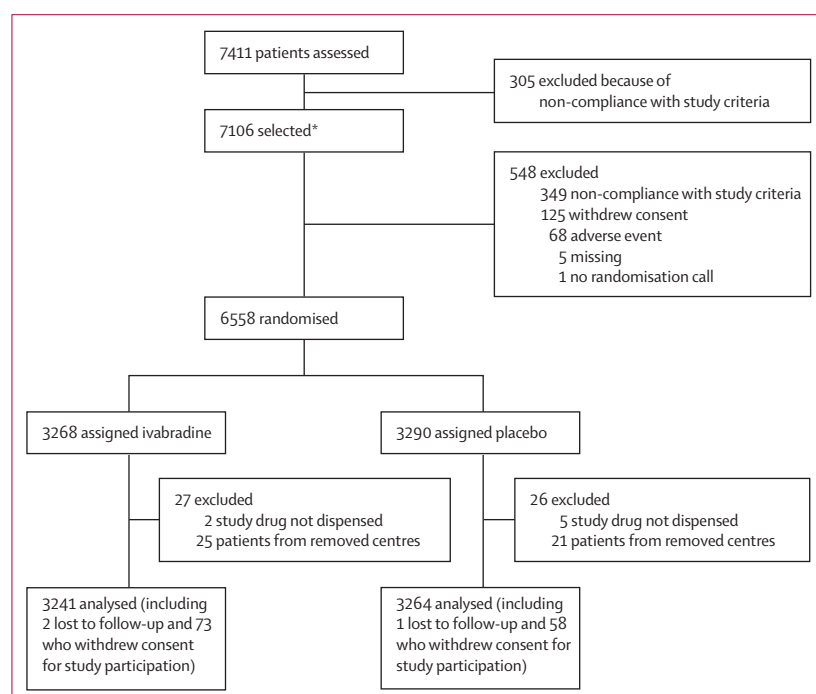 7411 patients assessed
305 excluded because of
non-compliance with study criteria
7106 selected*
548 excluded
349 non-compliance with study criteria
125 withdrew consent
68 adverse event
5 missing
1 no randomisation call
6558 randomised
3268 assigned ivabradine
3290 assigned placebo
27 excluded
2 study drug not dispensed
25 patients from removed centres
26 excluded
5 study drug not dispensed
21 patients from removed centres
3241 analysed (including
2 lost to follow-up and 73
who withdrew consent
for study participation)
3264 analysed (including
1 lost to follow-up and 58
who withdrew consent for
study participation)